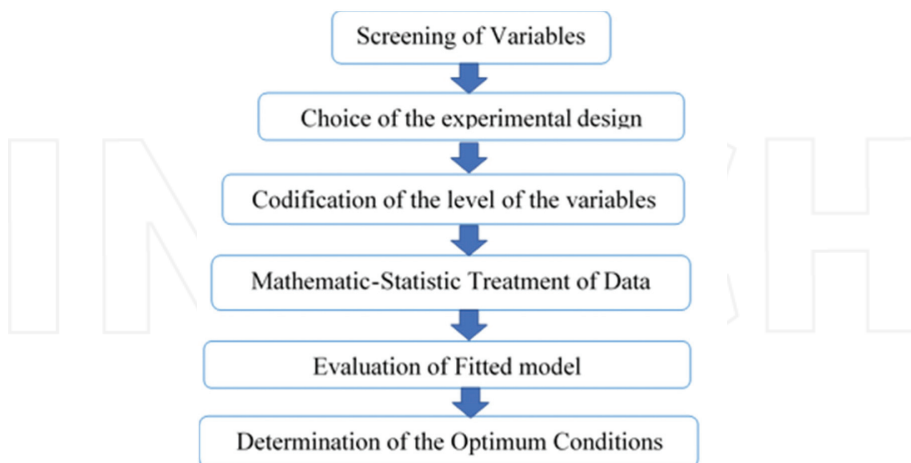 Screening of Variables
Choice of the experimental design
Codification of the level of the variables
Mathematic-Statistic Treatment of Data
Evaluation of Fitted model
Determination of the Optimum Conditions